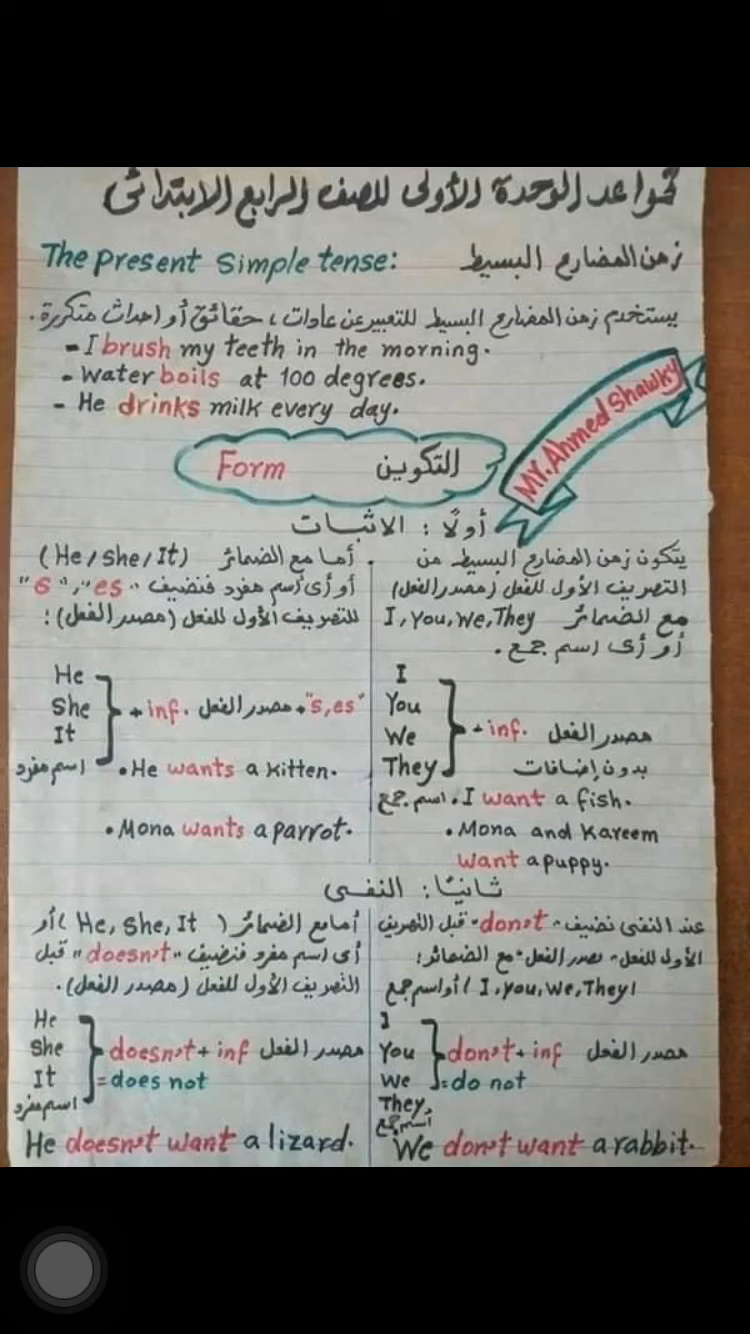 قواعد الوحدة الأولى للصف الرابع الابتدائى
The present simple tense: زمن المضارع البسيط
يستخدم زمن المضارع البسيط للتعبير عن عادات، حقائق أو احداث متكررة.
- I brush my teeth in the morning.
- water boils at 100 degrees.
- He drinks milk every day.
Mr. Ahmed Shawky
Form التكوين
أولًا: الاثبات
يتكون زمن المضارع البسيط من
التصريف الأول للفعل (مصدر الفعل)
مع الضمائر I, you, we, They
أو أى اسم جمع.
I
You
We
They
+ inf. مصدر الفعل
بدون إضافات
اسم جمع
• I want a fish.
• Mona and Kareem
want a puppy.
• أما مع الضمائر (He / she / It)
أو أى اسم مفرد فنضيف "s", "es"
للتصريف الأول للفعل (مصدر الفعل):
He
She
It
اسم مفرد
+ inf. مصدر الفعل + "s, es"
• He wants a kitten.
• Mona wants a parrot.
ثانيًا: النفى
عند النفى نضيف "don't" قبل التصريف
الأول للفعل "مصدر الفعل" مع الضمائر:
(I, you, we, They) أو اسم جمع
I
You
We
They,
اسم جمع
don't + inf مصدر الفعل
= do not
We don't want a rabbit.
أما مع الضمائر (He, She, It) أو
أى اسم مفرد فنضيف "doesn't" قبل
التصريف الأول للفعل (مصدر الفعل).
He
She
It
اسم مفرد
doesn't + inf مصدر الفعل
= does not
He doesn't want a lizard.